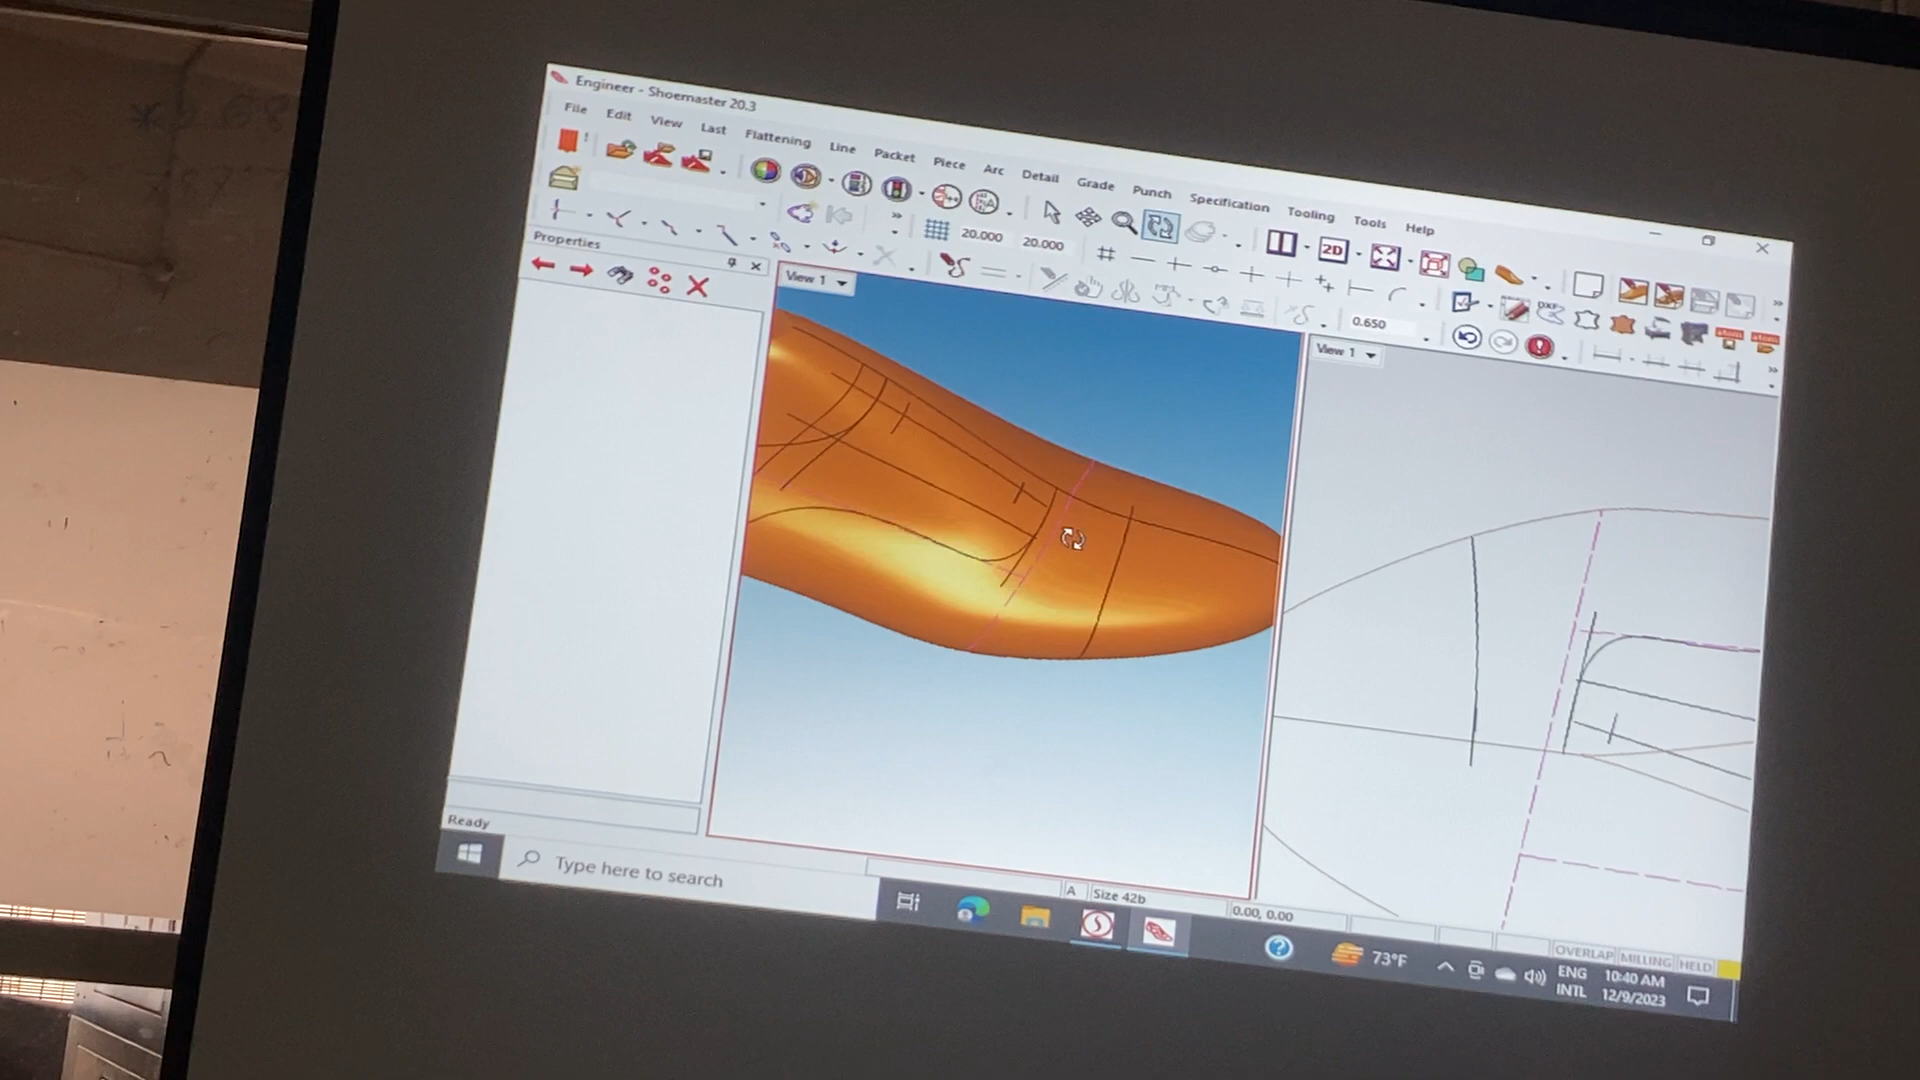 Engineer - Shoemaster 20.3
File Edit View Last Flattening Line Packet Piece Arc Detail Grade Punch Specification Tooling Tools Help
20.000 20.000
2D
DXF
0.650
Properties
View 1
View 1
Ready
A Size 42b
0.00, 0.00
OVERLAP MILLING HELD
Type here to search
73°F
ENG
INTL
10:40 AM
12/9/2023